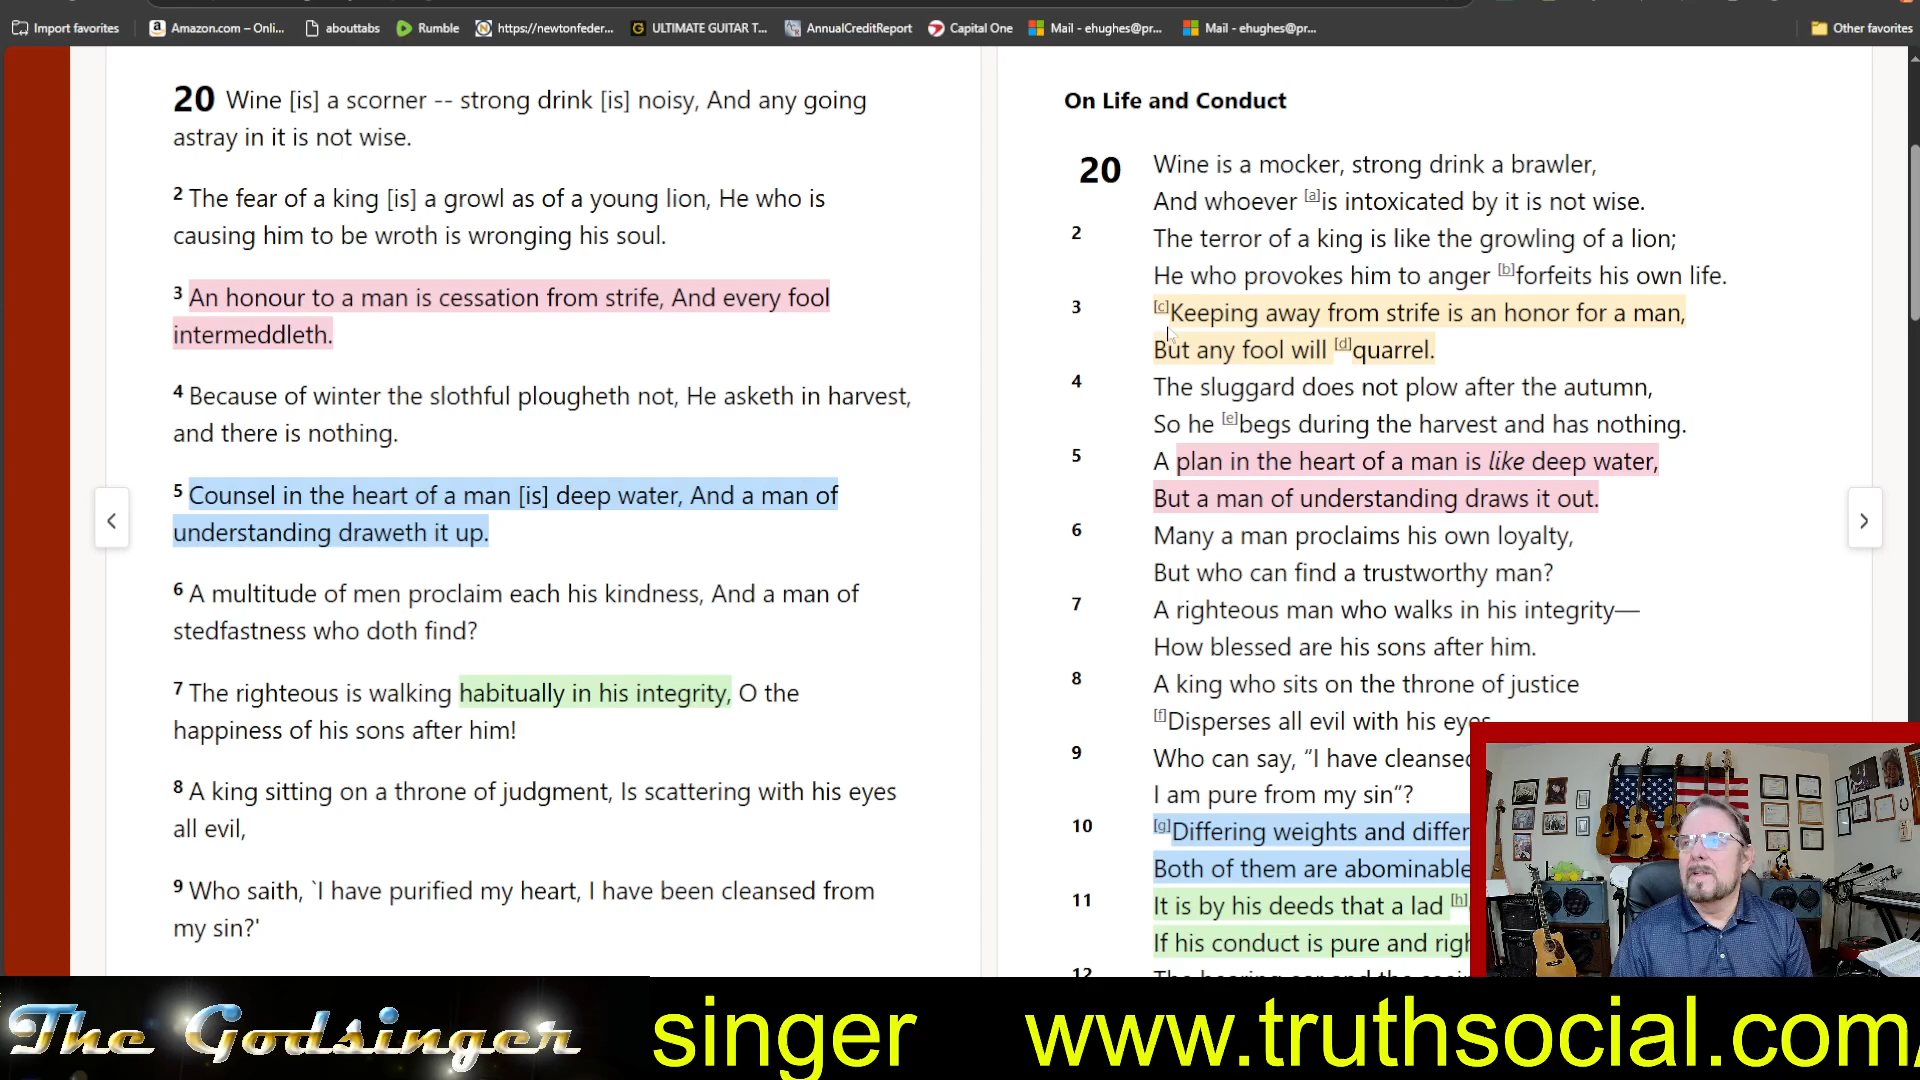 Import favorites
Amazon.com – Onli...
abouttabs
Rumble
https://newtonfeder...
ULTIMATE GUITAR T...
AnnualCreditReport
Capital One
Mail - ehughes@pr...
Mail - ehughes@pr...
Other favorites
20 Wine [is] a scorner -- strong drink [is] noisy, And any going
astray in it is not wise.
2 The fear of a king [is] a growl as of a young lion, He who is
causing him to be wroth is wronging his soul.
3 An honour to a man is cessation from strife, And every fool
intermeddleth.
4 Because of winter the slothful plougheth not, He asketh in harvest,
and there is nothing.
5 Counsel in the heart of a man [is] deep water, And a man of
understanding draweth it up.
6 A multitude of men proclaim each his kindness, And a man of
stedfastness who doth find?
7 The righteous is walking habitually in his integrity, O the
happiness of his sons after him!
8 A king sitting on a throne of judgment, Is scattering with his eyes
all evil,
9 Who saith, `I have purified my heart, I have been cleansed from
my sin?'
On Life and Conduct
20 Wine is a mocker, strong drink a brawler,
And whoever [a]is intoxicated by it is not wise.
2 The terror of a king is like the growling of a lion;
He who provokes him to anger [b]forfeits his own life.
3 [c]Keeping away from strife is an honor for a man,
But any fool will [d]quarrel.
4 The sluggard does not plow after the autumn,
So he [e]begs during the harvest and has nothing.
5 A plan in the heart of a man is like deep water,
But a man of understanding draws it out.
6 Many a man proclaims his own loyalty,
But who can find a trustworthy man?
7 A righteous man who walks in his integrity—
How blessed are his sons after him.
8 A king who sits on the throne of justice
[f]Disperses all evil with his eyes
9 Who can say, “I have cleansed
I am pure from my sin”?
10 [g]Differing weights and differ
Both of them are abominable
11 It is by his deeds that a lad [h]
If his conduct is pure and righ
12
The Godsinger
singer www.truthsocial.com/